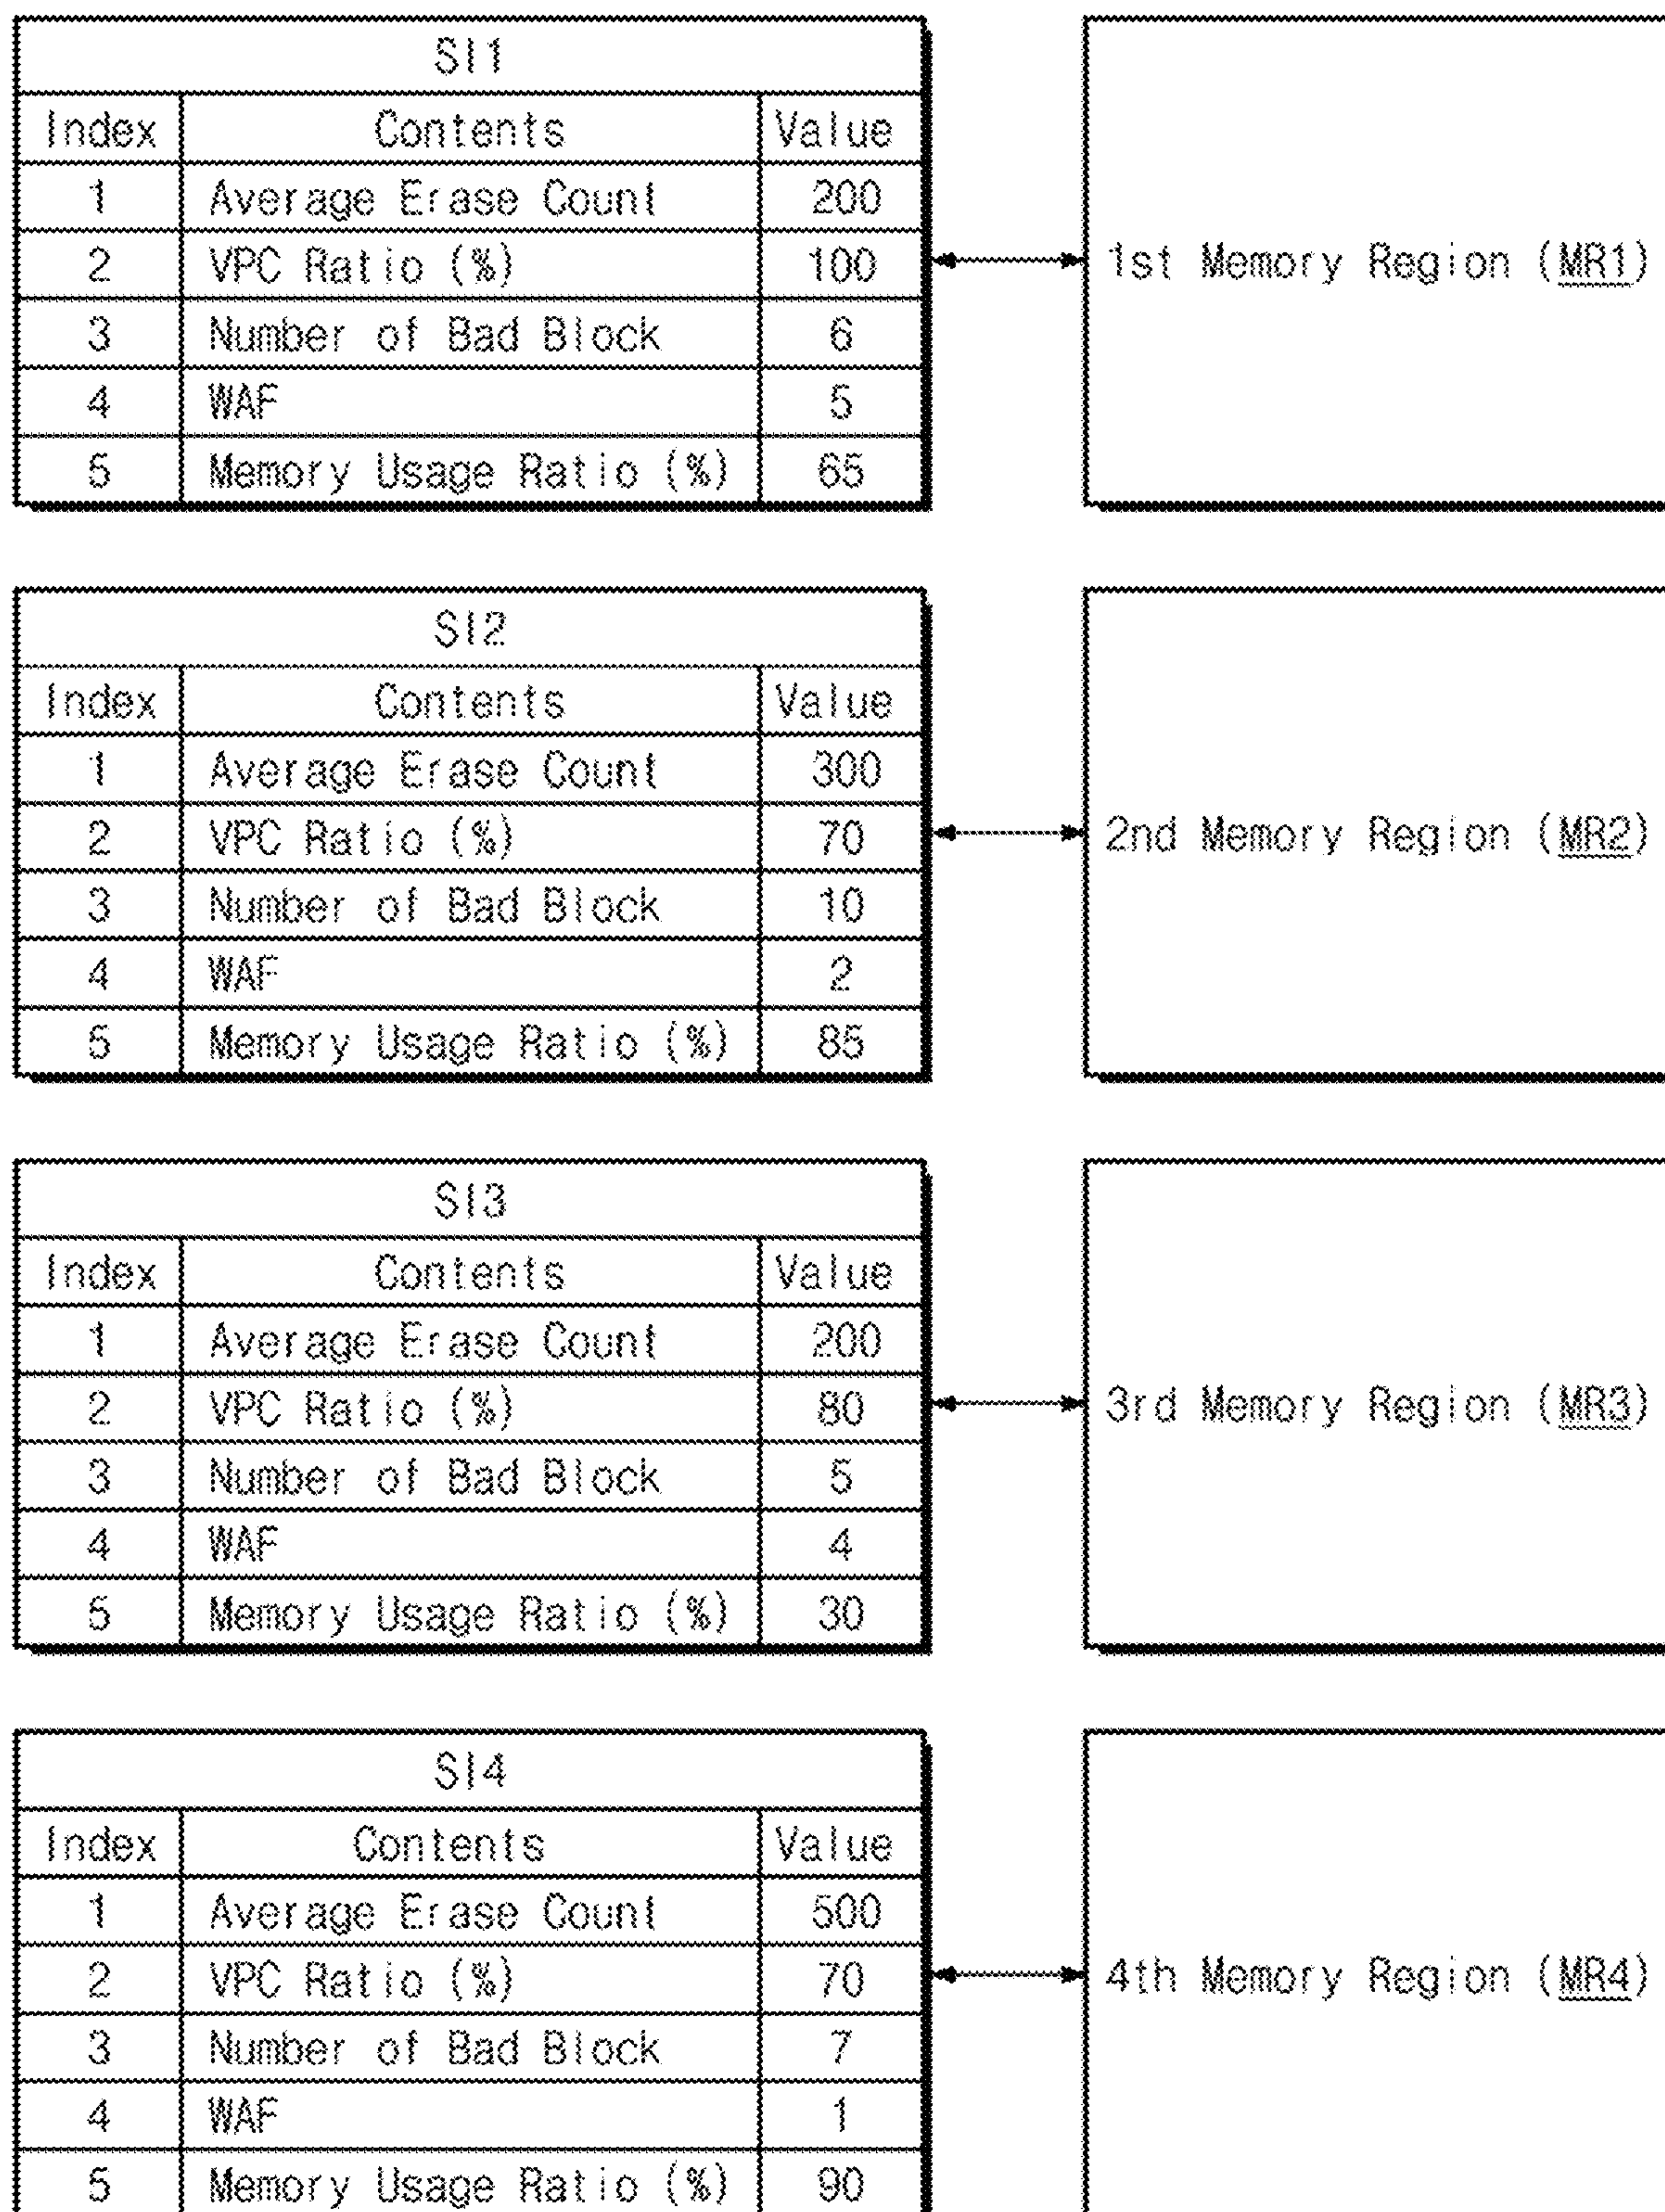 SI1
Index Contents Value
1 Average Erase Count 200
2 VPC Ratio (%) 100
3 Number of Bad Block 6
4 WAF 5
5 Memory Usage Ratio (%) 65
1st Memory Region (MR1)
SI2
Index Contents Value
1 Average Erase Count 300
2 VPC Ratio (%) 70
3 Number of Bad Block 10
4 WAF 2
5 Memory Usage Ratio (%) 85
2nd Memory Region (MR2)
SI3
Index Contents Value
1 Average Erase Count 200
2 VPC Ratio (%) 80
3 Number of Bad Block 5
4 WAF 4
5 Memory Usage Ratio (%) 30
3rd Memory Region (MR3)
SI4
Index Contents Value
1 Average Erase Count 500
2 VPC Ratio (%) 70
3 Number of Bad Block 7
4 WAF 1
5 Memory Usage Ratio (%) 90
4th Memory Region (MR4)